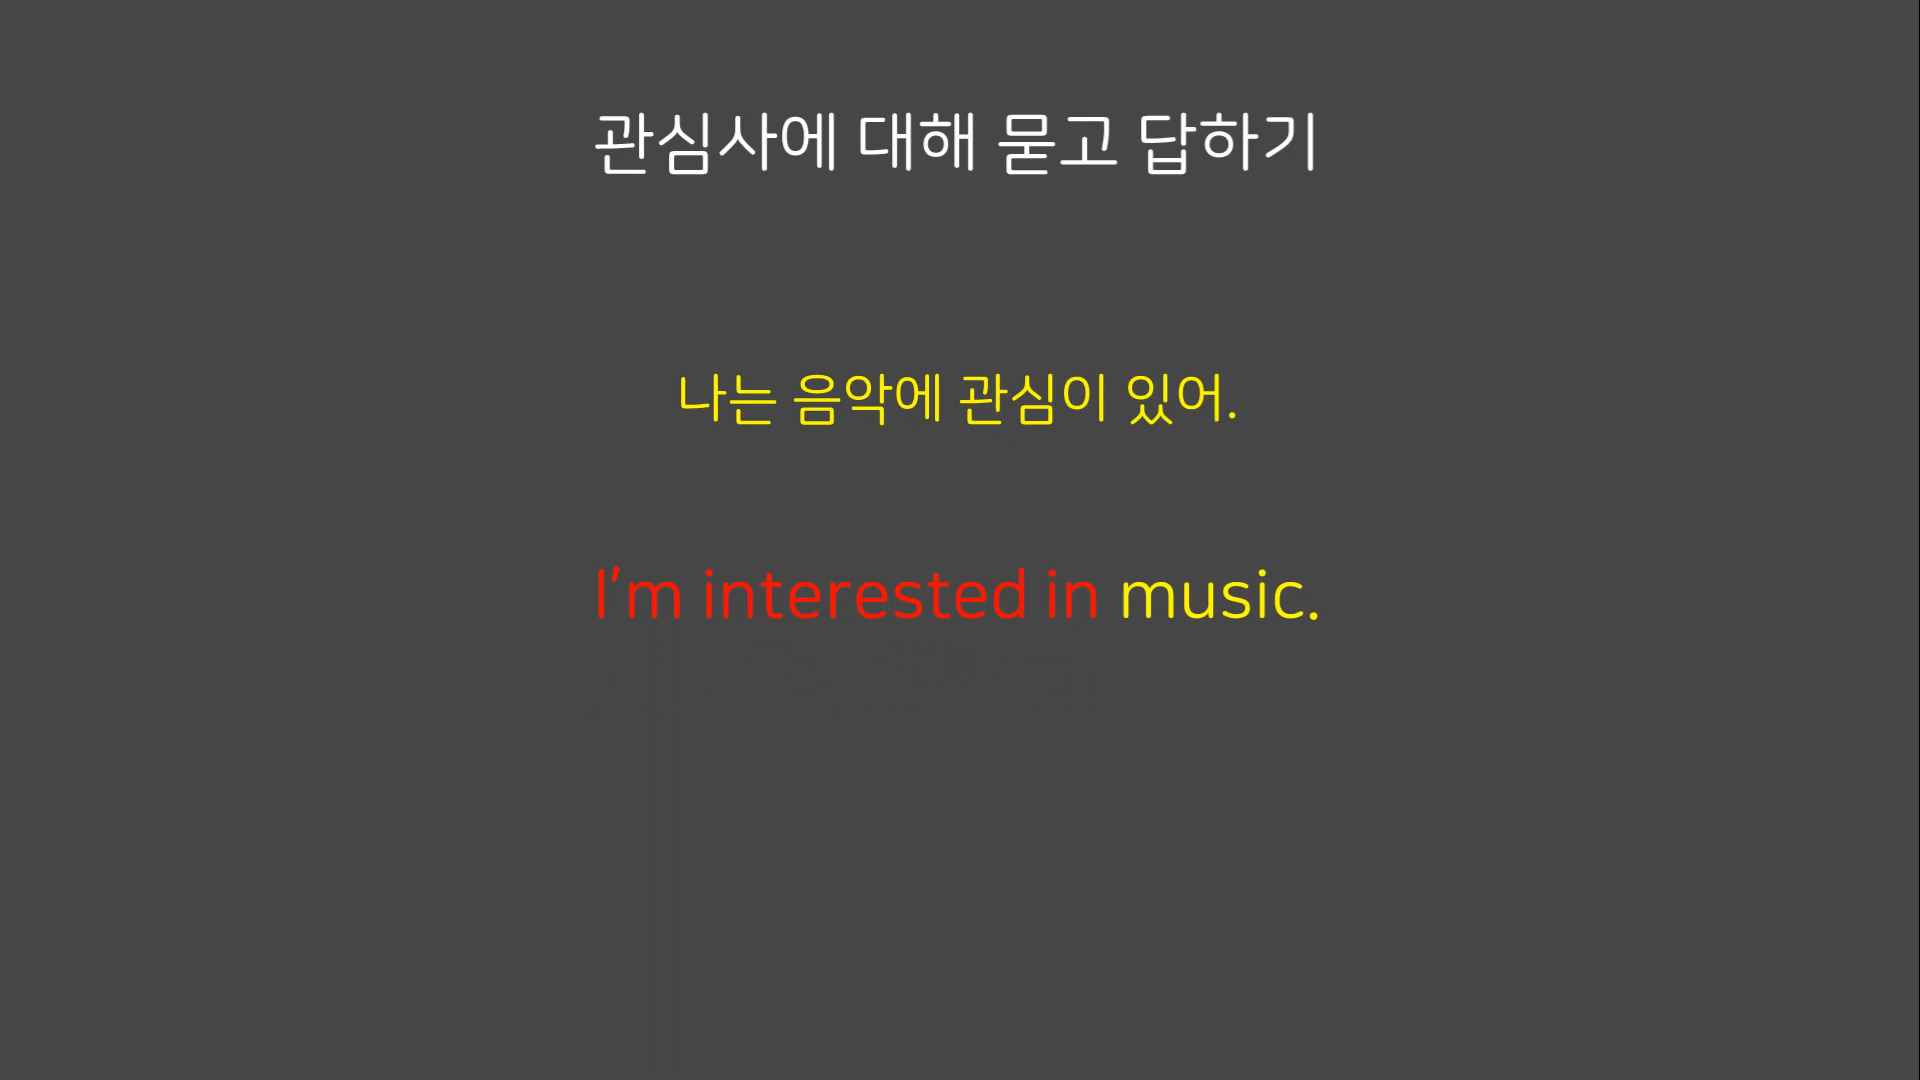 관심사에 대해 묻고 답하기
나는 음악에 관심이 있어.
I'm interested in music.